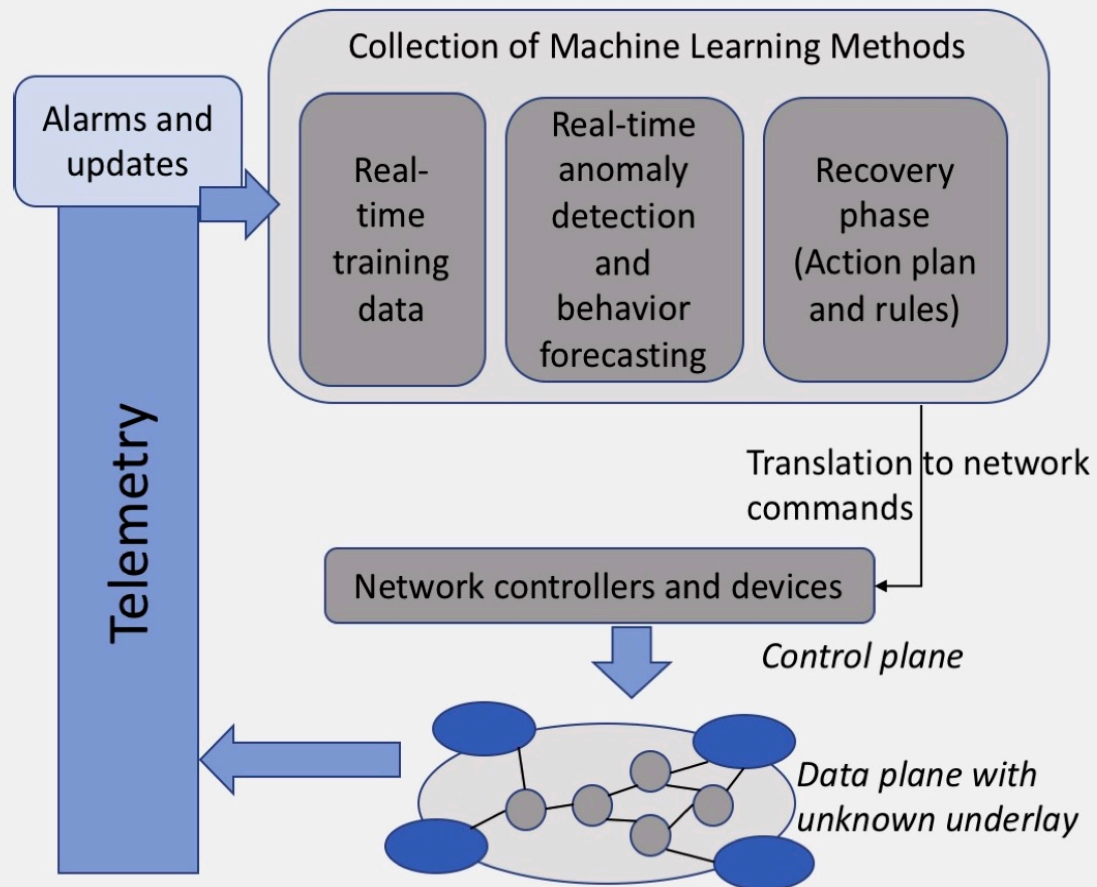 Collection of Machine Learning Methods
Alarms and
updates
Real-
time
training
data
Real-time
anomaly
detection
and
behavior
forecasting
Recovery
phase
(Action plan
and rules)
Telemetry
Translation to network
commands
Network controllers and devices
Control plane
Data plane with
unknown underlay